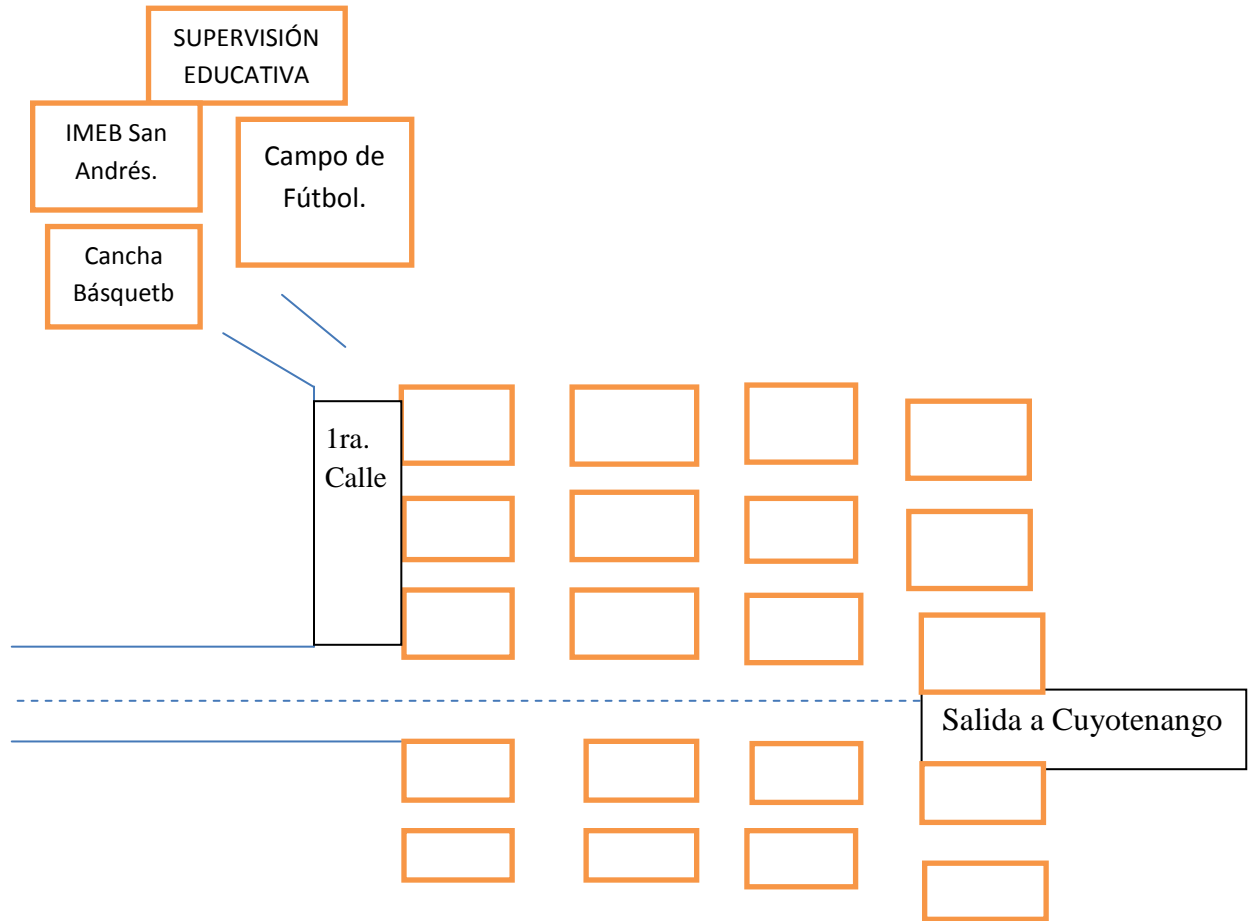 SUPERVISIÓN
EDUCATIVA
IMEB San
Andrés.
Campo de
Fútbol.
Cancha
Básquetb
1ra.
Calle
Salida a Cuyotenango